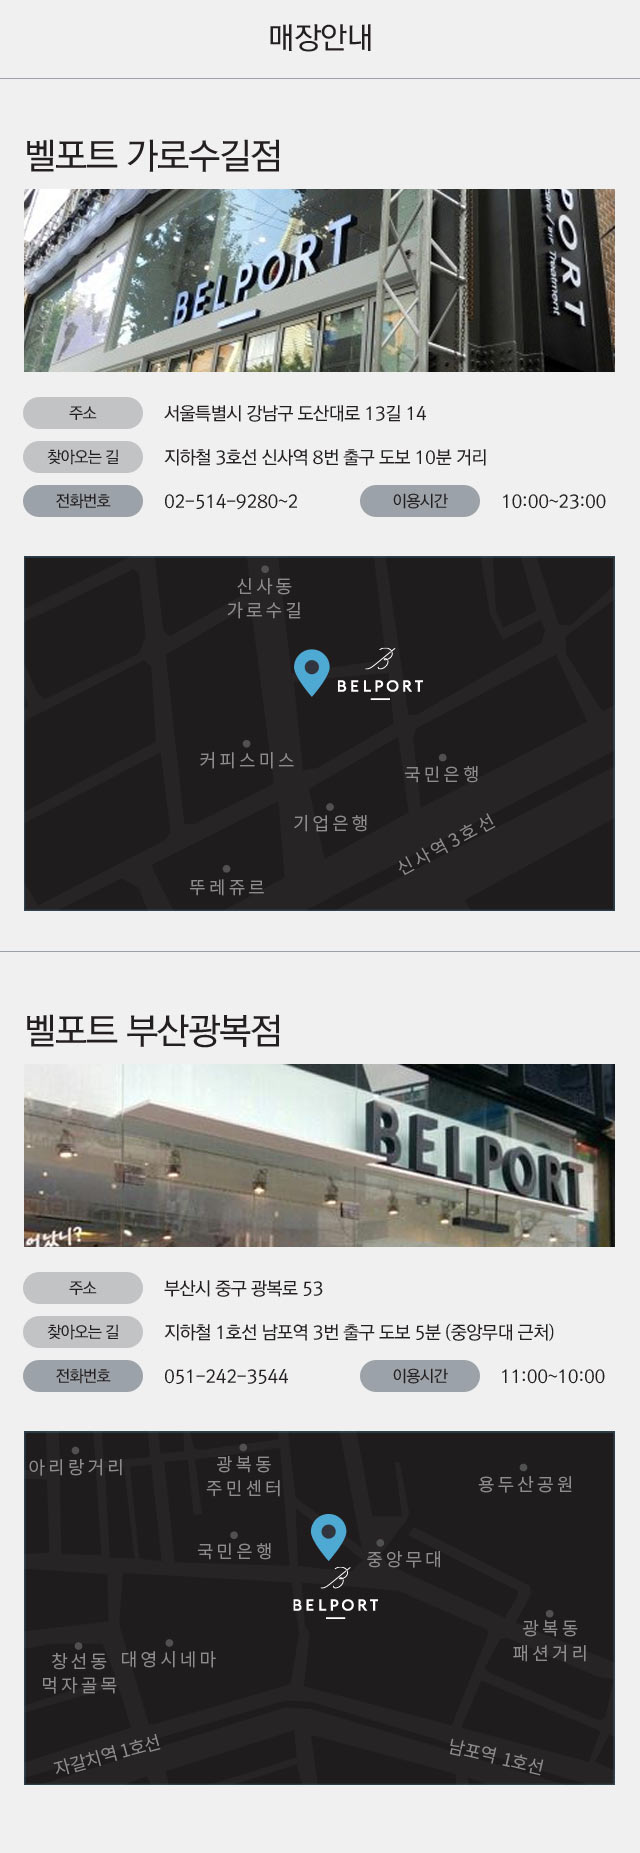 매장안내
벨포트 가로수길점
BELPORT
PORT
주소 서울특별시 강남구 도산대로 13길 14
찾아오는 길 지하철 3호선 신사역 8번 출구 도보 10분 거리
전화번호 02-514-9280~2 이용시간 10:00~23:00
신사동
가로수길
B
BELPORT
커피스미스
국민은행
기업은행
신사역3호선
뚜레쥬르
벨포트 부산광복점
BELPORT
어났니?
주소 부산시 중구 광복로 53
찾아오는 길 지하철 1호선 남포역 3번 출구 도보 5분 (중앙무대 근처)
전화번호 051-242-3544 이용시간 11:00~10:00
아리랑거리
광복동
주민센터
용두산공원
국민은행
중앙무대
B
BELPORT
광복동
패션거리
창선동
먹자골목
대영시네마
자갈치역 1호선
남포역 1호선